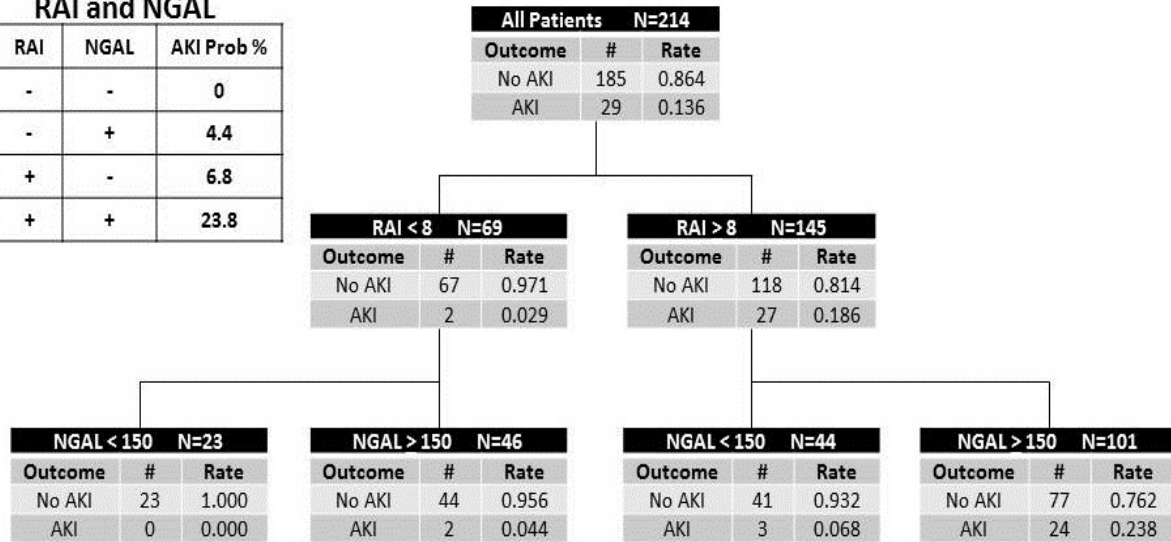 RAI and NGAL
RAI NGAL AKI Prob %
- - 0
- + 4.4
+ - 6.8
+ + 23.8
All Patients N=214
Outcome # Rate
No AKI 185 0.864
AKI 29 0.136
RAI < 8 N=69
Outcome # Rate
No AKI 67 0.971
AKI 2 0.029
RAI > 8 N=145
Outcome # Rate
No AKI 118 0.814
AKI 27 0.186
NGAL < 150 N=23
Outcome # Rate
No AKI 23 1.000
AKI 0 0.000
NGAL > 150 N=46
Outcome # Rate
No AKI 44 0.956
AKI 2 0.044
NGAL < 150 N=44
Outcome # Rate
No AKI 41 0.932
AKI 3 0.068
NGAL > 150 N=101
Outcome # Rate
No AKI 77 0.762
AKI 24 0.238